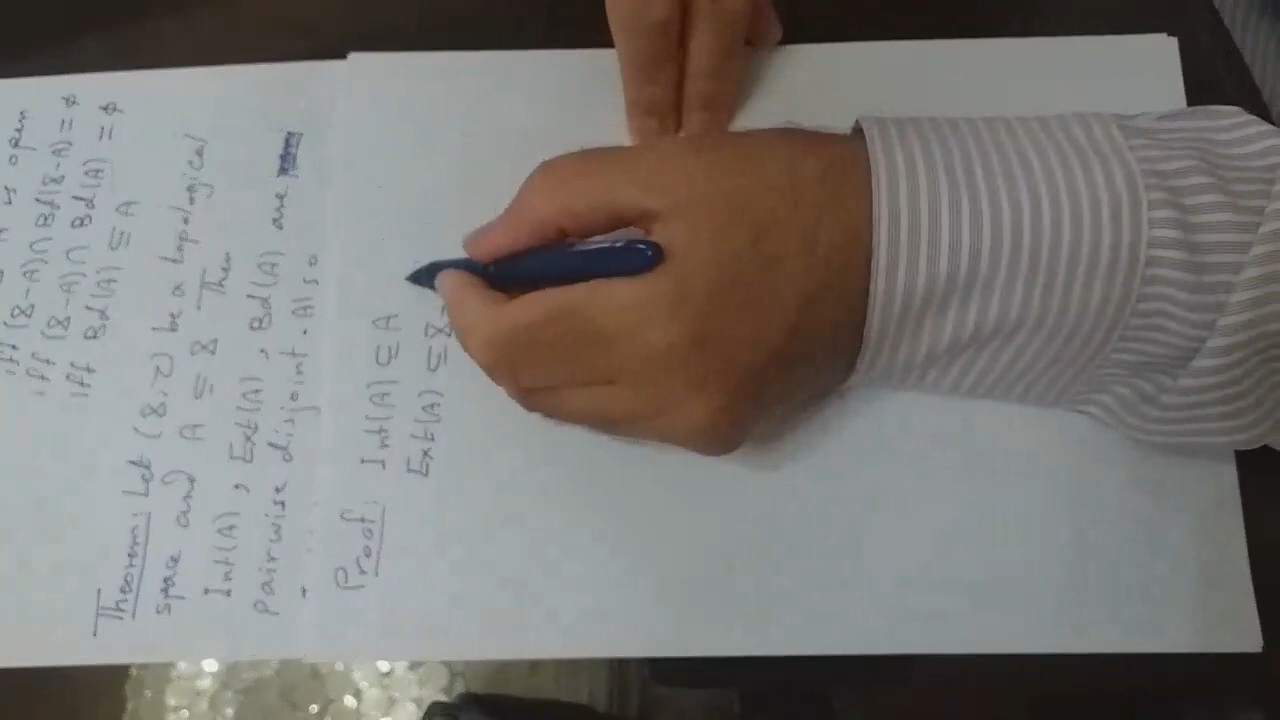 A is open
iff (X-A)∩Bd(X-A)=φ
iff (X-A)∩Bd(A)=φ
iff Bd(A)⊆A
Theorem: Let (X,τ) be a topological
space and A⊆X Then
Int(A), Ext(A), Bd(A) are
pairwise disjoint. Also
Proof: Int(A)⊆A
Ext(A)⊆X-